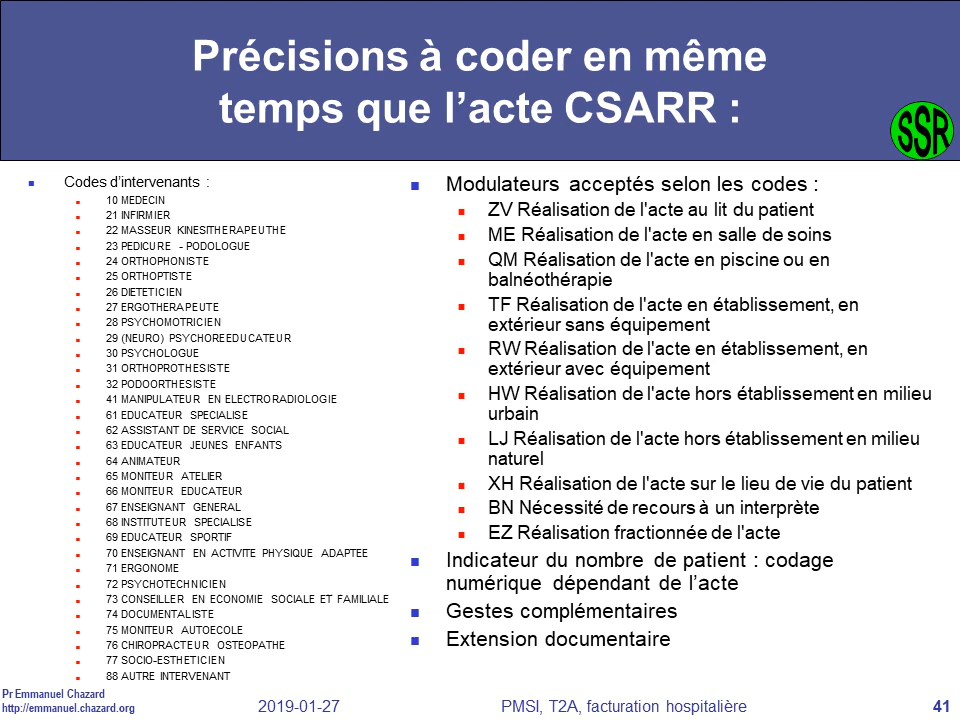 Précisions à coder en même
temps que l’acte CSARR :
SSR
Codes d’intervenants :
10 MEDECIN
21 INFIRMIER
22 MASSEUR KINESITHERAPEUTHE
23 PEDICURE - PODOLOGUE
24 ORTHOPHONISTE
25 ORTHOPTISTE
26 DIETETICIEN
27 ERGOTHERAPEUTE
28 PSYCHOMOTRICIEN
29 (NEURO) PSYCHOREEDUCATEUR
30 PSYCHOLOGUE
31 ORTHOPROTHESISTE
32 PODOORTHESISTE
41 MANIPULATEUR EN ELECTRORADIOLOGIE
61 EDUCATEUR SPECIALISE
62 ASSISTANT DE SERVICE SOCIAL
63 EDUCATEUR JEUNES ENFANTS
64 ANIMATEUR
65 MONITEUR ATELIER
66 MONITEUR EDUCATEUR
67 ENSEIGNANT GENERAL
68 INSTITUTEUR SPECIALISE
69 EDUCATEUR SPORTIF
70 ENSEIGNANT EN ACTIVITE PHYSIQUE ADAPTEE
71 ERGONOME
72 PSYCHOTECHNICIEN
73 CONSEILLER EN ECONOMIE SOCIALE ET FAMILIALE
74 DOCUMENTALISTE
75 MONITEUR AUTOECOLE
76 CHIROPRACTEUR OSTEOPATHE
77 SOCIO-ESTHETICIEN
88 AUTRE INTERVENANT
Modulateurs acceptés selon les codes :
ZV Réalisation de l'acte au lit du patient
ME Réalisation de l'acte en salle de soins
QM Réalisation de l'acte en piscine ou en
balnéothérapie
TF Réalisation de l'acte en établissement, en
extérieur sans équipement
RW Réalisation de l'acte en établissement, en
extérieur avec équipement
HW Réalisation de l'acte hors établissement en milieu
urbain
LJ Réalisation de l'acte hors établissement en milieu
naturel
XH Réalisation de l'acte sur le lieu de vie du patient
BN Nécessité de recours à un interprète
EZ Réalisation fractionnée de l'acte
Indicateur du nombre de patient : codage
numérique dépendant de l’acte
Gestes complémentaires
Extension documentaire
Pr Emmanuel Chazard
http://emmanuel.chazard.org
2019-01-27
PMSI, T2A, facturation hospitalière
41